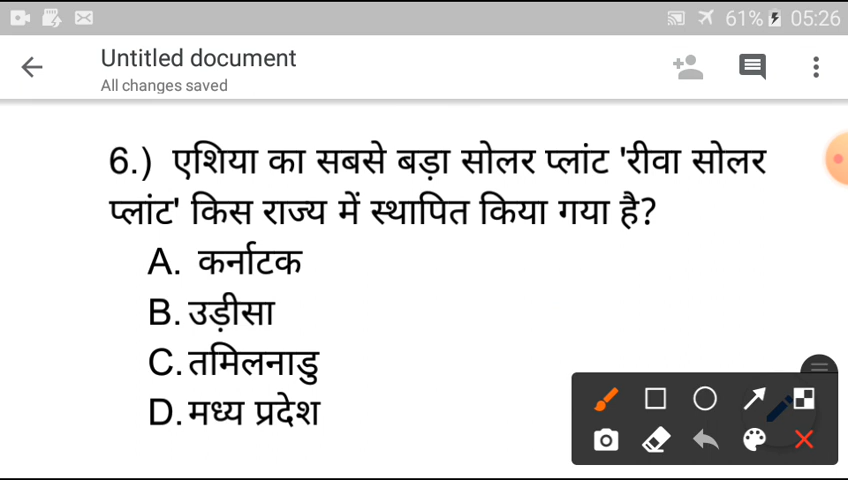 61% 05:26
Untitled document
All changes saved
6.) एशिया का सबसे बड़ा सोलर प्लांट 'रीवा सोलर
प्लांट' किस राज्य में स्थापित किया गया है?
A. कर्नाटक
B. उड़ीसा
C. तमिलनाडु
D. मध्य प्रदेश